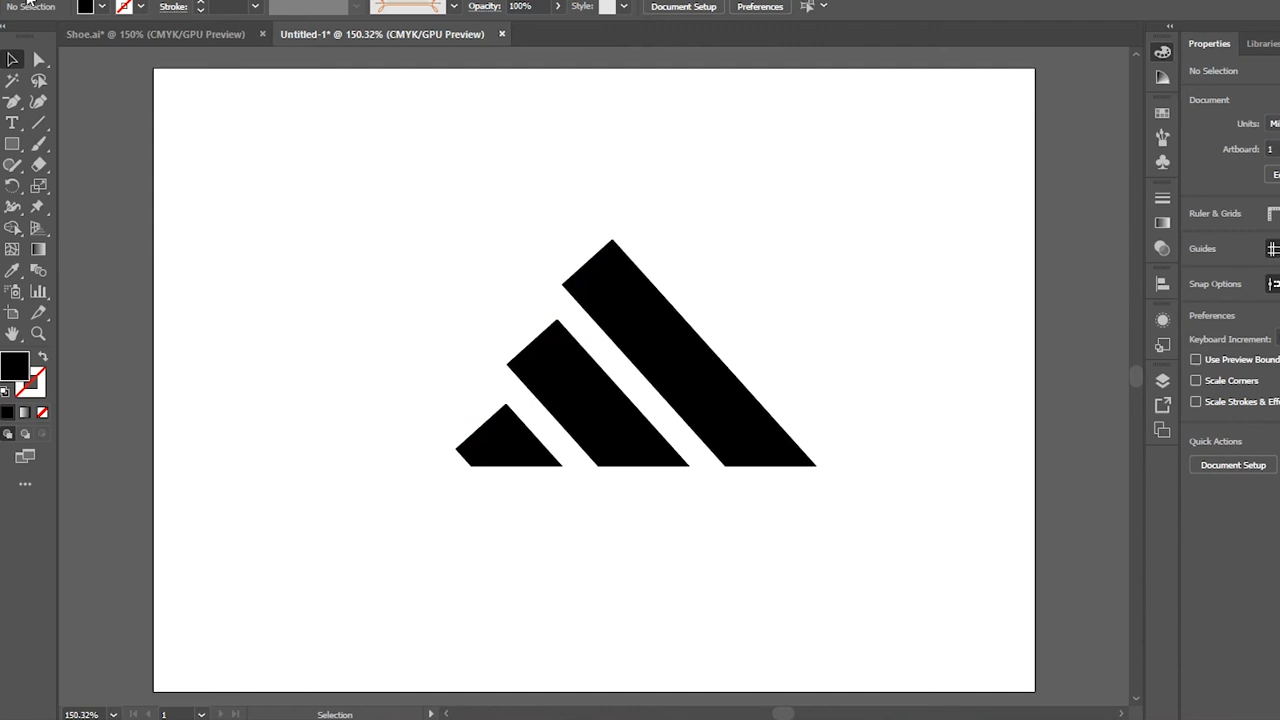 No Selection Stroke: Opacity: 100% Style: Document Setup Preferences
Shoe.ai* @ 150% (CMYK/GPU Preview) × Untitled-1* @ 150.32% (CMYK/GPU Preview) ×
Properties Libraries
No Selection
Document
Units: Mi
Artboard: 1
Ruler & Grids
Guides
Snap Options
Preferences
Keyboard Increment:
Use Preview Bound
Scale Corners
Scale Strokes & Effe
Quick Actions
Document Setup
150.32% 1 Selection